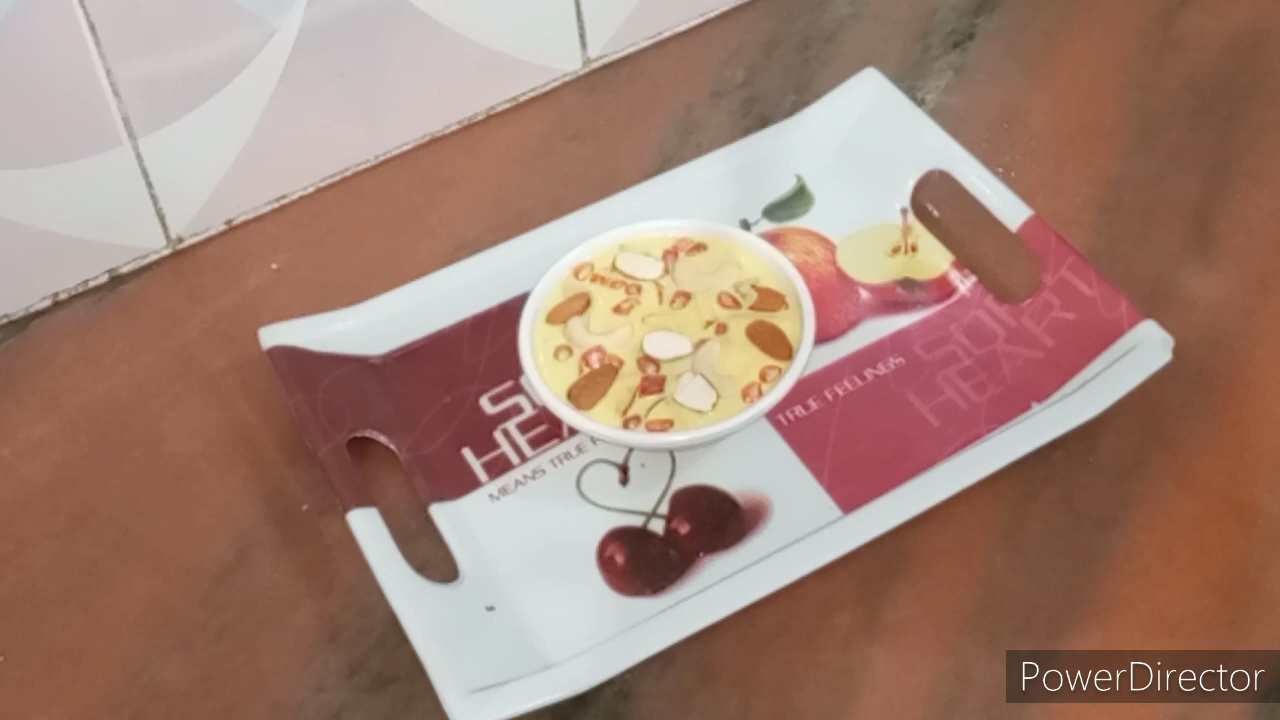 SOFT
HEART
TRUE FEELINGS
HEA
MEANS TRUE
PowerDirector